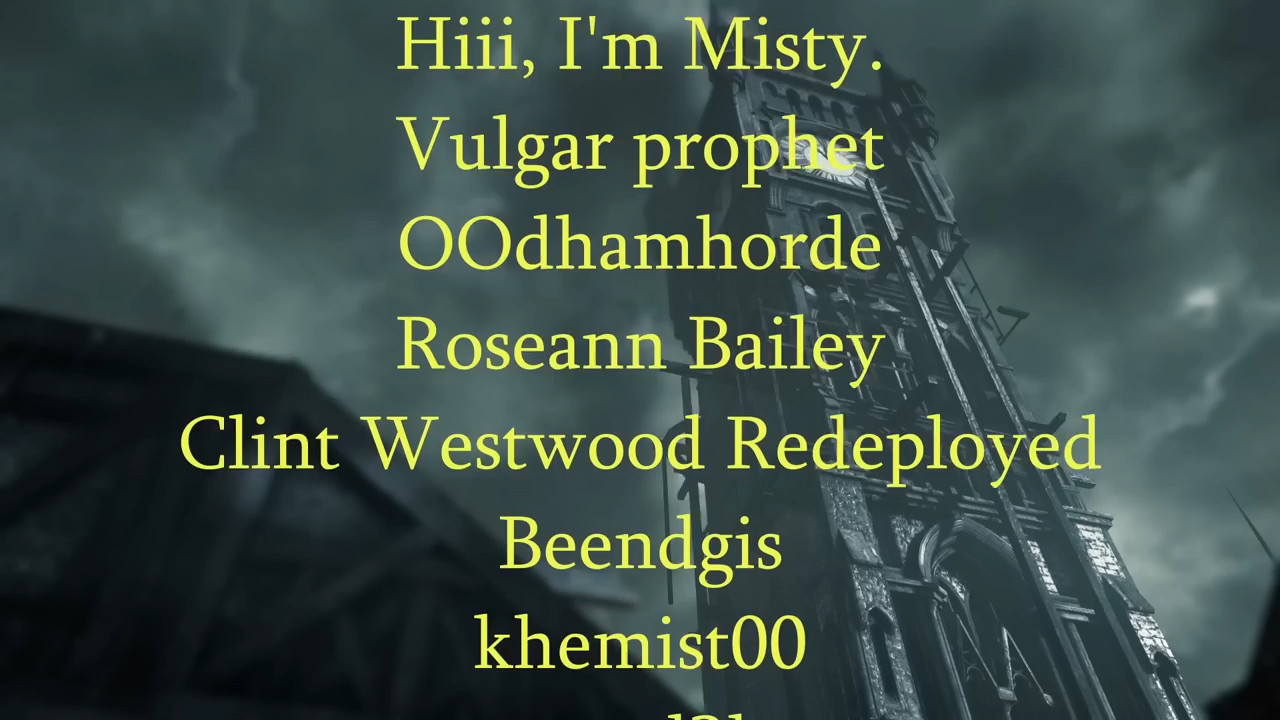 Hiii, I'm Misty.
Vulgar prophet
OOdhamhorde
Roseann Bailey
Clint Westwood Redeployed
Beendgis
khemist00